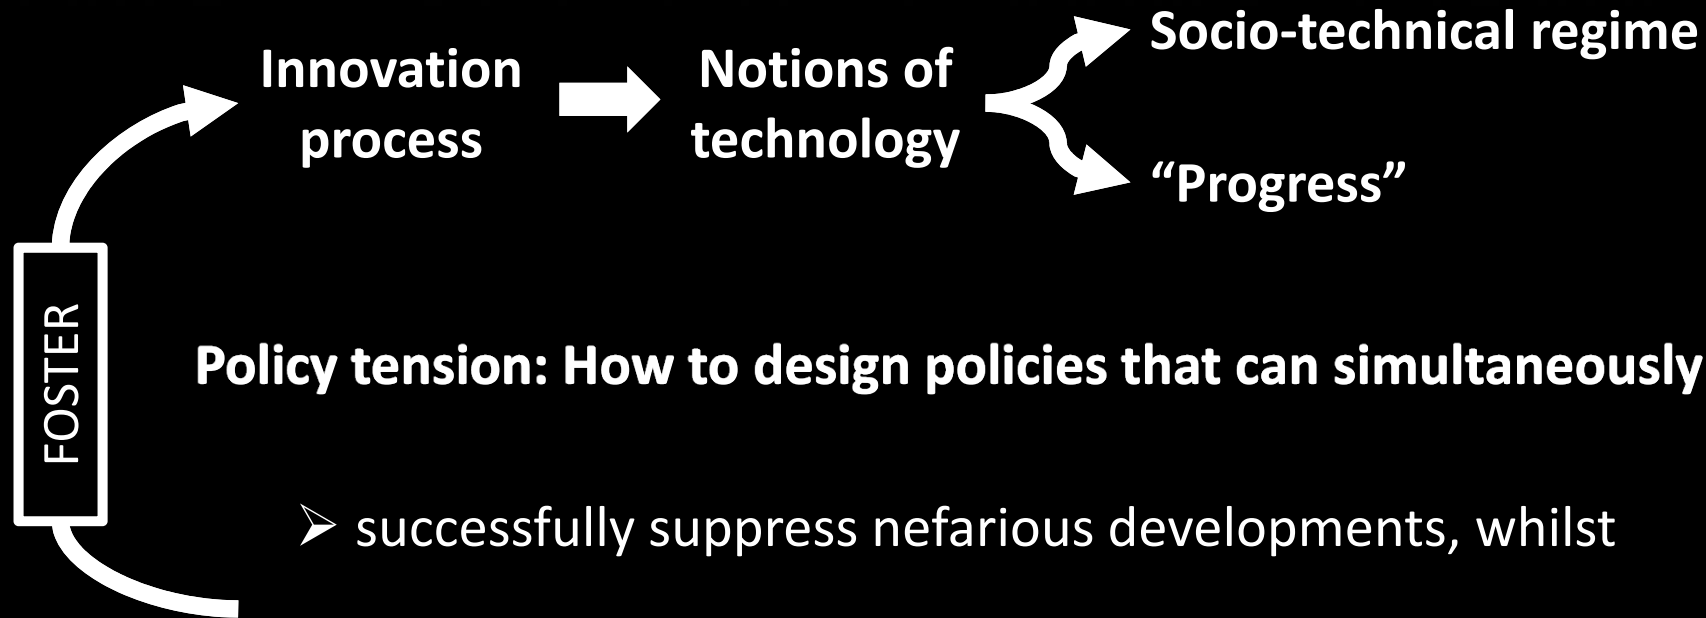 Innovation
process
Notions of
technology
Socio-technical regime
“Progress”
FOSTER
Policy tension: How to design policies that can simultaneously
successfully suppress nefarious developments, whilst